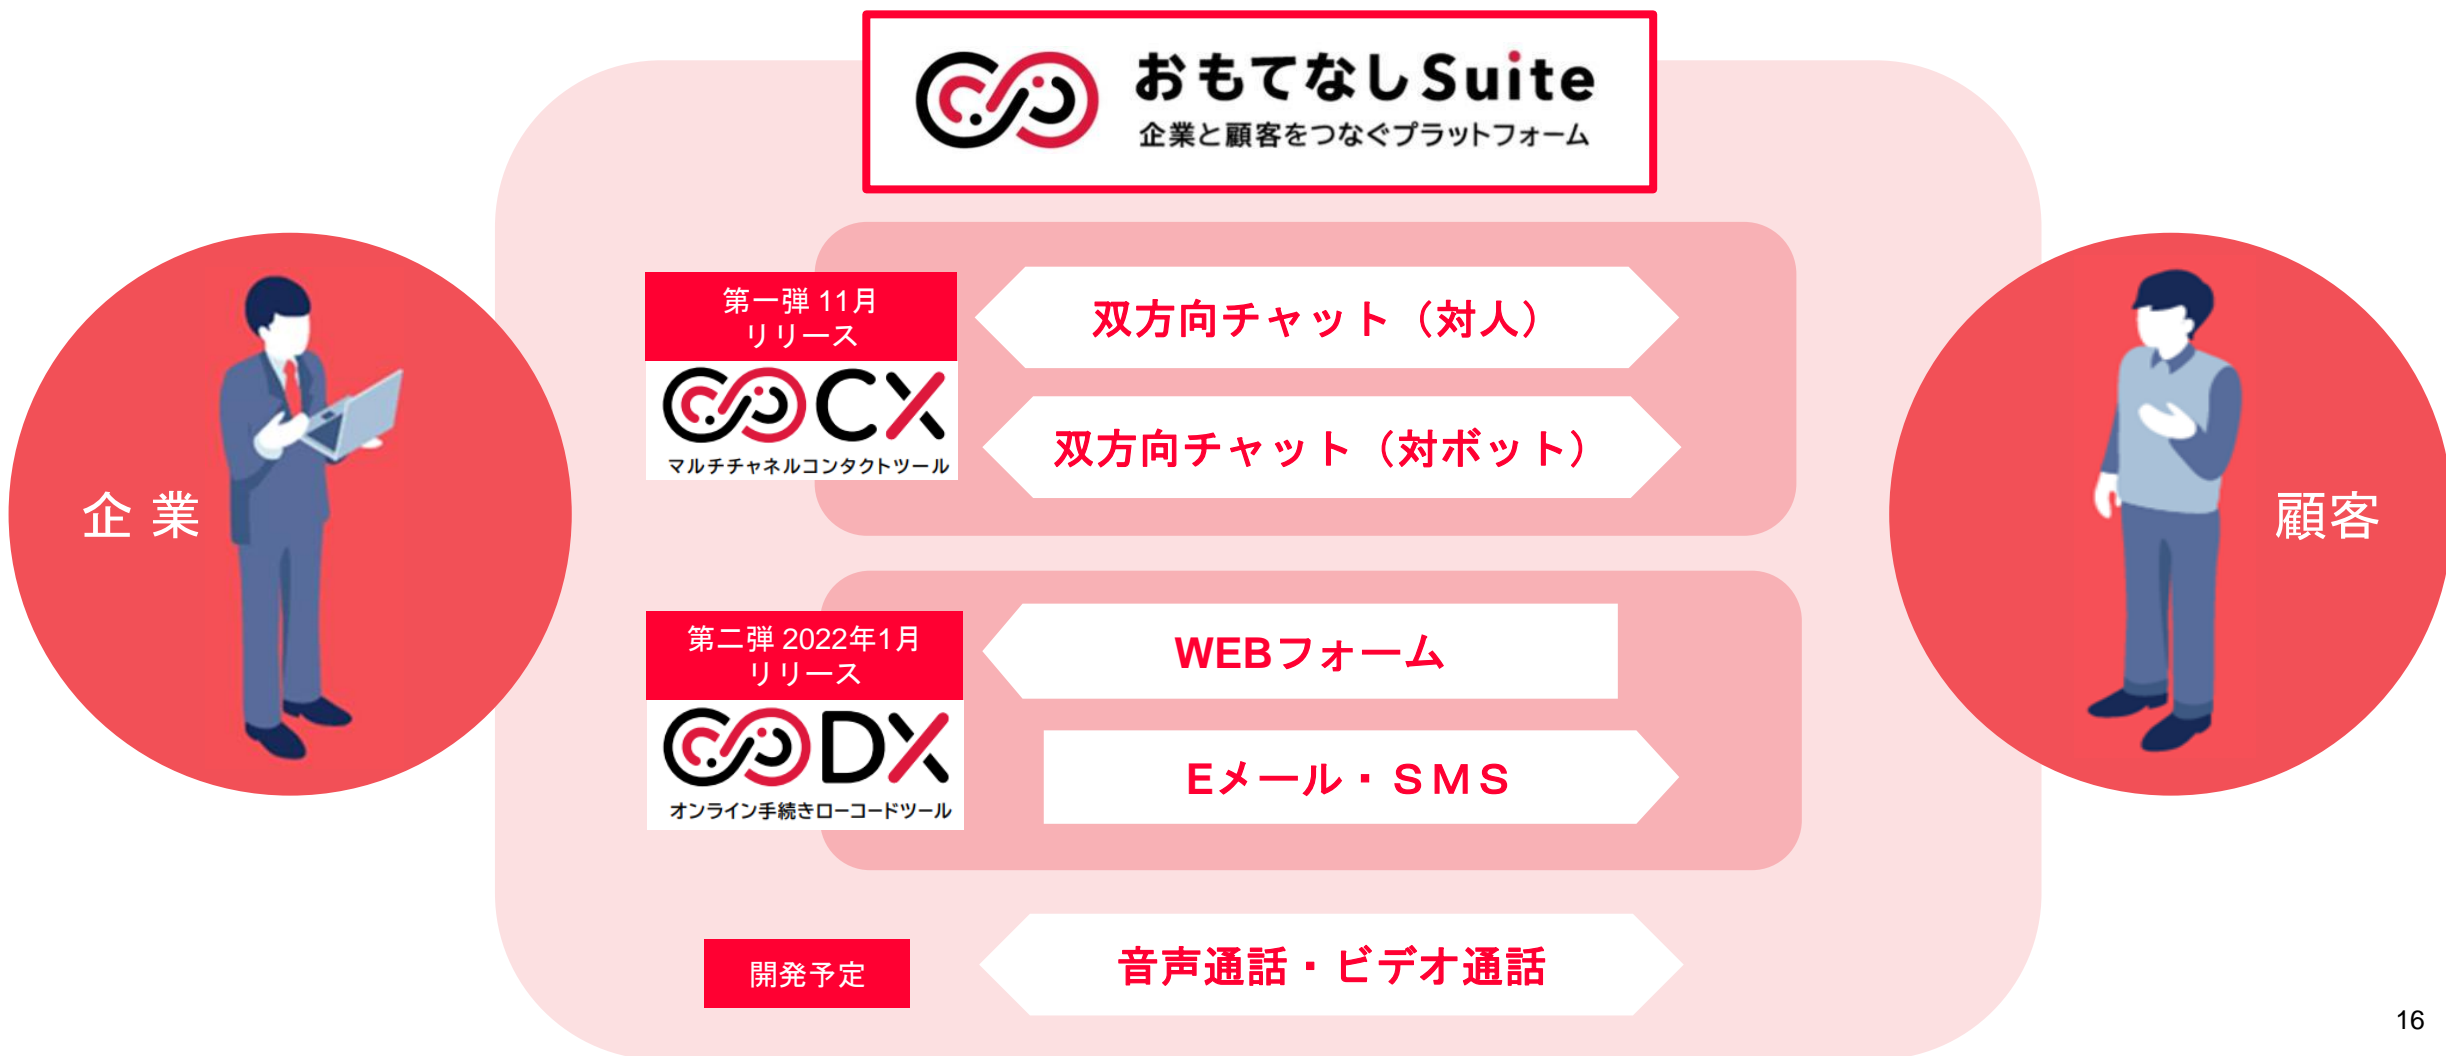 おもてなしSuite
企業と顧客をつなぐプラットフォーム
第一弾 11月
リリース
CX
マルチチャネルコンタクトツール
双方向チャット（対人）
双方向チャット（対ボット）
企 業
顧客
第二弾 2022年1月
リリース
DX
オンライン手続きローコードツール
WEBフォーム
Eメール・ＳＭＳ
開発予定
音声通話・ビデオ通話
16